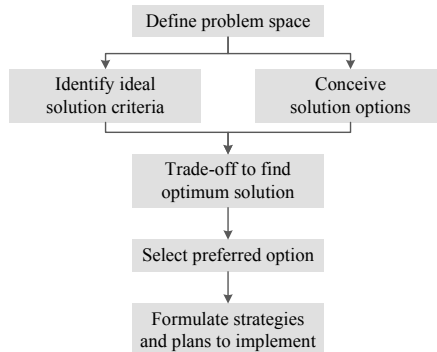 Define problem space
Identify ideal
solution criteria
Conceive
solution options
Trade-off to find
optimum solution
Select preferred option
Formulate strategies
and plans to implement